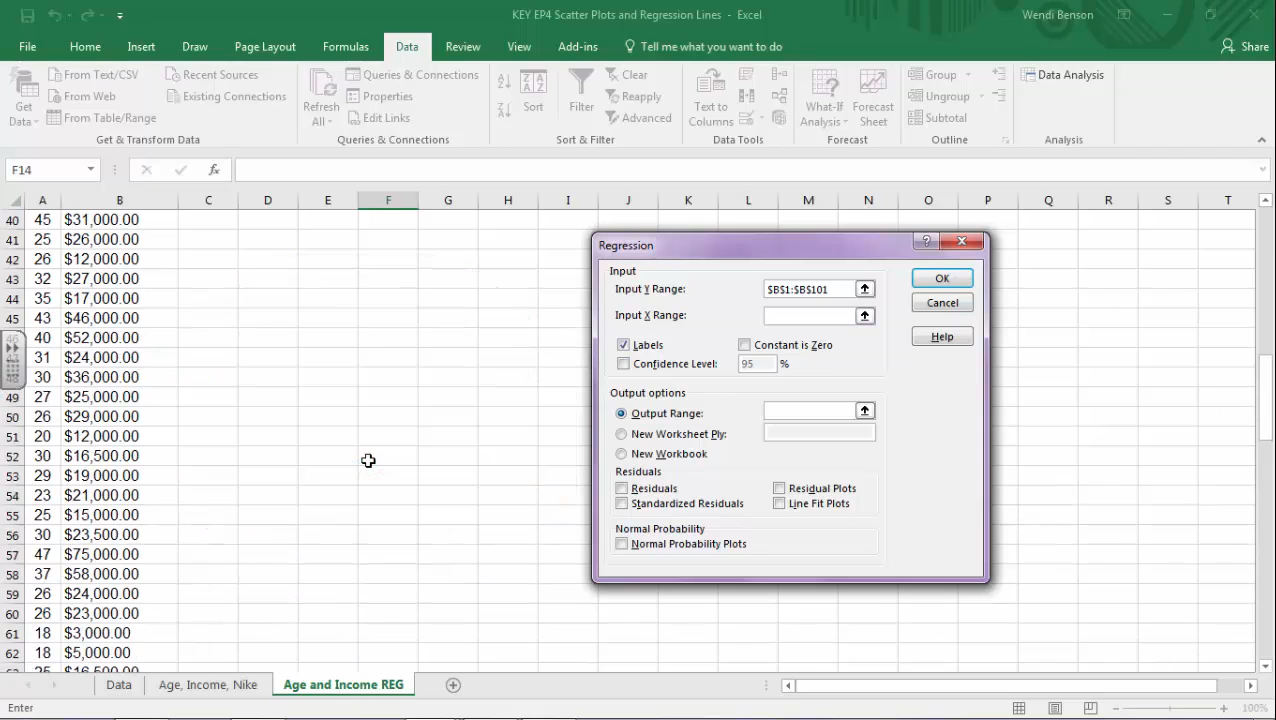 KEY EP4 Scatter Plots and Regression Lines - Excel
Wendi Benson
File Home Insert Draw Page Layout Formulas Data Review View Add-ins Tell me what you want to do Share
Get Data
From Text/CSV
From Web
From Table/Range
Recent Sources
Existing Connections
Get & Transform Data
Refresh All
Queries & Connections
Properties
Edit Links
Queries & Connections
Sort
Filter
Clear
Reapply
Advanced
Sort & Filter
Text to Columns
Data Tools
What-If Analysis
Forecast Sheet
Forecast
Group
Ungroup
Subtotal
Outline
Data Analysis
Analysis
F14 fx
A B C D E F G H I J K L M N O P Q R S T
40 45 $31,000.00
41 25 $26,000.00
42 26 $12,000.00
43 32 $27,000.00
44 35 $17,000.00
45 43 $46,000.00
40 $52,000.00
31 $24,000.00
30 $36,000.00
49 27 $25,000.00
50 26 $29,000.00
51 20 $12,000.00
52 30 $16,500.00
53 29 $19,000.00
54 23 $21,000.00
55 25 $15,000.00
56 30 $23,500.00
57 47 $75,000.00
58 37 $58,000.00
59 26 $24,000.00
60 26 $23,000.00
61 18 $3,000.00
62 18 $5,000.00
25 $16,500.00
Regression
Input
Input Y Range: $B$1:$B$101
Input X Range:
Labels Constant is Zero
Confidence Level: 95 %
OK
Cancel
Help
Output options
Output Range:
New Worksheet Ply:
New Workbook
Residuals
Residuals Residual Plots
Standardized Residuals Line Fit Plots
Normal Probability
Normal Probability Plots
Data Age, Income, Nike Age and Income REG
Enter 100%